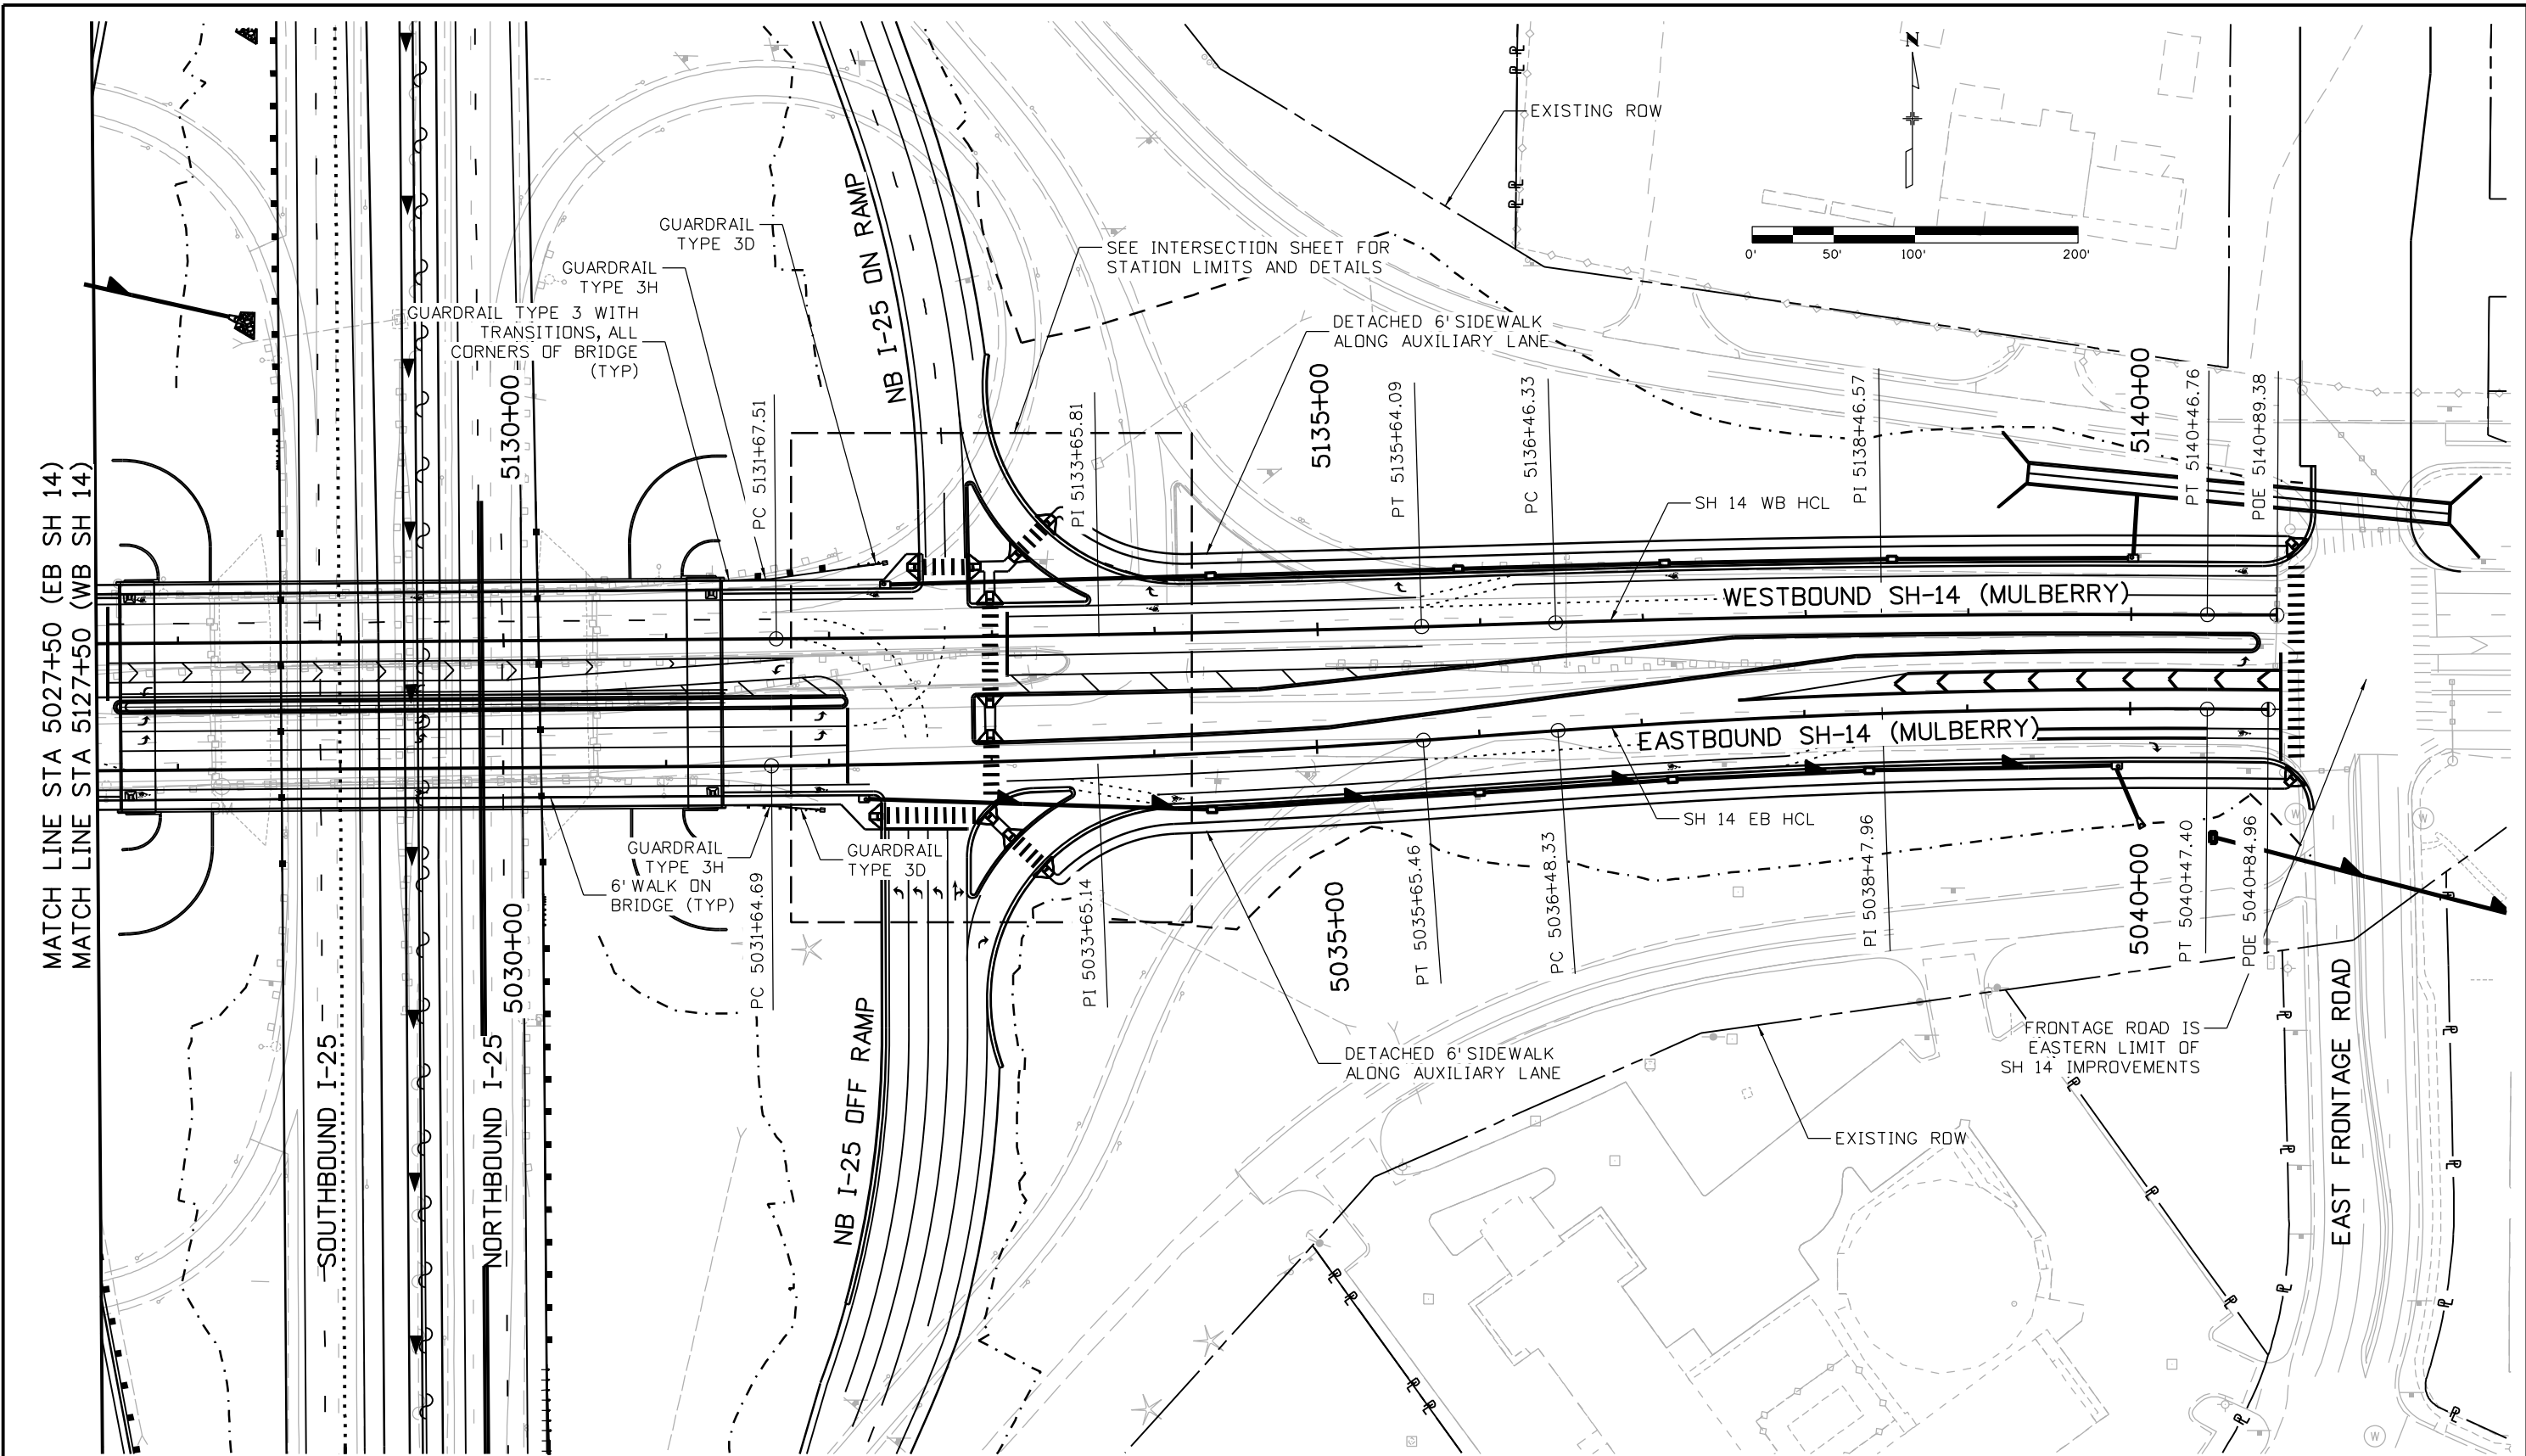 N
EXISTING ROW
0' 50' 100' 200'
GUARDRAIL
TYPE 3D
GUARDRAIL
TYPE 3H
GUARDRAIL TYPE 3 WITH
TRANSITIONS, ALL
CORNERS OF BRIDGE
(TYP)
NB I-25 ON RAMP
SEE INTERSECTION SHEET FOR
STATION LIMITS AND DETAILS
DETACHED 6' SIDEWALK
ALONG AUXILIARY LANE
MATCH LINE STA 5027+50 (EB SH 14)
MATCH LINE STA 5127+50 (WB SH 14)
5130+00
PC 5131+67.51
PI 5133+65.81
5135+00
PT 5135+64.09
PC 5136+46.33
PI 5138+46.57
5140+00
PT 5140+46.76
POE 5140+89.38
SH 14 WB HCL
WESTBOUND SH-14 (MULBERRY)
EASTBOUND SH-14 (MULBERRY)
SH 14 EB HCL
GUARDRAIL
TYPE 3H
GUARDRAIL
TYPE 3D
6' WALK ON
BRIDGE (TYP)
5030+00
PC 5031+64.69
PI 5033+65.14
5035+00
PT 5035+65.46
PC 5036+48.33
PI 5038+47.96
5040+00
PT 5040+47.40
POE 5040+84.96
SOUTHBOUND I-25
NORTHBOUND I-25
NB I-25 OFF RAMP
DETACHED 6' SIDEWALK
ALONG AUXILIARY LANE
FRONTAGE ROAD IS
EASTERN LIMIT OF
SH 14 IMPROVEMENTS
EXISTING ROW
EAST FRONTAGE ROAD
W
W
W